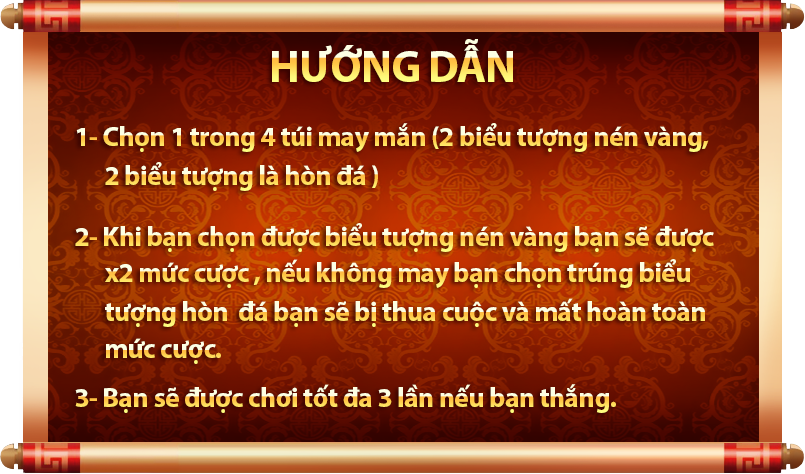 HƯỚNG DẪN
1- Chọn 1 trong 4 túi may mắn (2 biểu tượng nén vàng,
2 biểu tượng là hòn đá )
2- Khi bạn chọn được biểu tượng nén vàng bạn sẽ được
x2 mức cược , nếu không may bạn chọn trúng biểu
tượng hòn đá bạn sẽ bị thua cuộc và mất hoàn toàn
mức cược.
3- Bạn sẽ được chơi tốt đa 3 lần nếu bạn thắng.